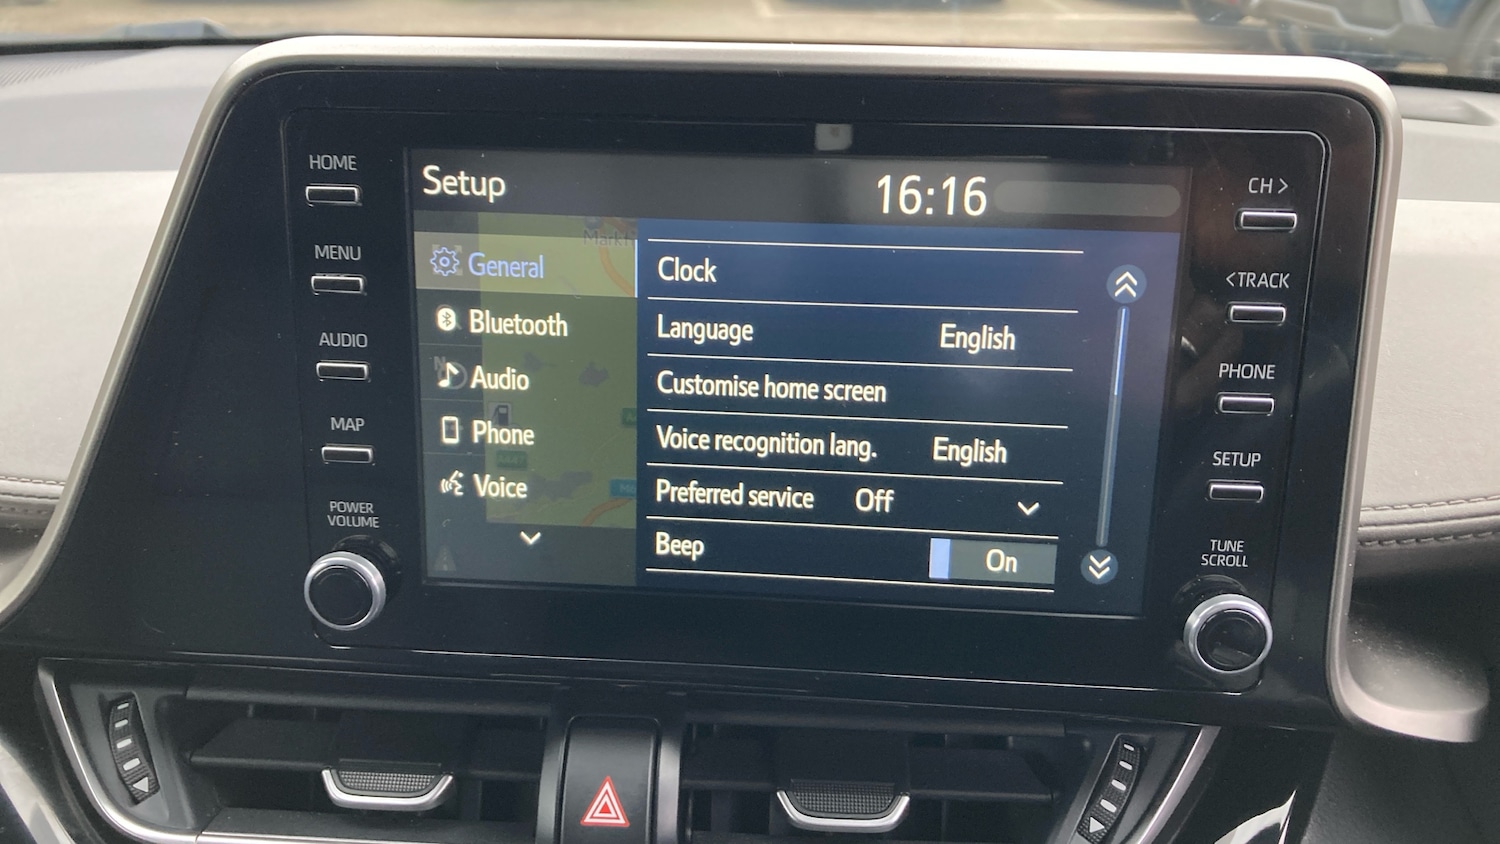 HOME
MENU
AUDIO
MAP
POWER
VOLUME
Setup
16:16
General
Bluetooth
Audio
Phone
Voice
Clock
Language English
Customise home screen
Voice recognition lang. English
Preferred service Off
Beep On
CH >
< TRACK
PHONE
SETUP
TUNE
SCROLL